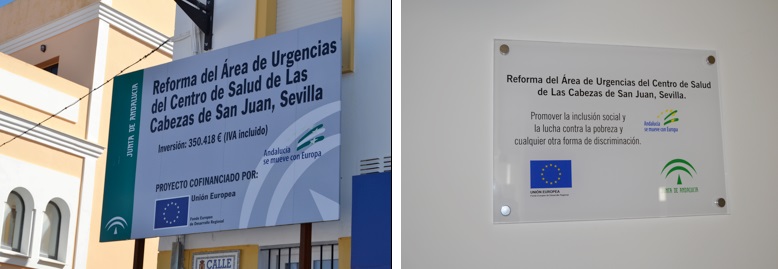 JUNTA DE ANDALUCIA
Reforma del Área de Urgencias
del Centro de Salud de Las
Cabezas de San Juan, Sevilla
Inversión: 350.418 € (IVA incluido)
Andalucía
se mueve con Europa
PROYECTO COFINANCIADO POR:
Unión Europea
Fondo Europeo
de Desarrollo Regional
CALLE
Reforma del Área de Urgencias del Centro de Salud
de Las Cabezas de San Juan, Sevilla.
Promover la inclusión social y
la lucha contra la pobreza y
cualquier otra forma de discriminación.
Andalucía
se mueve con Europa
UNIÓN EUROPEA
JUNTA DE ANDALUCIA